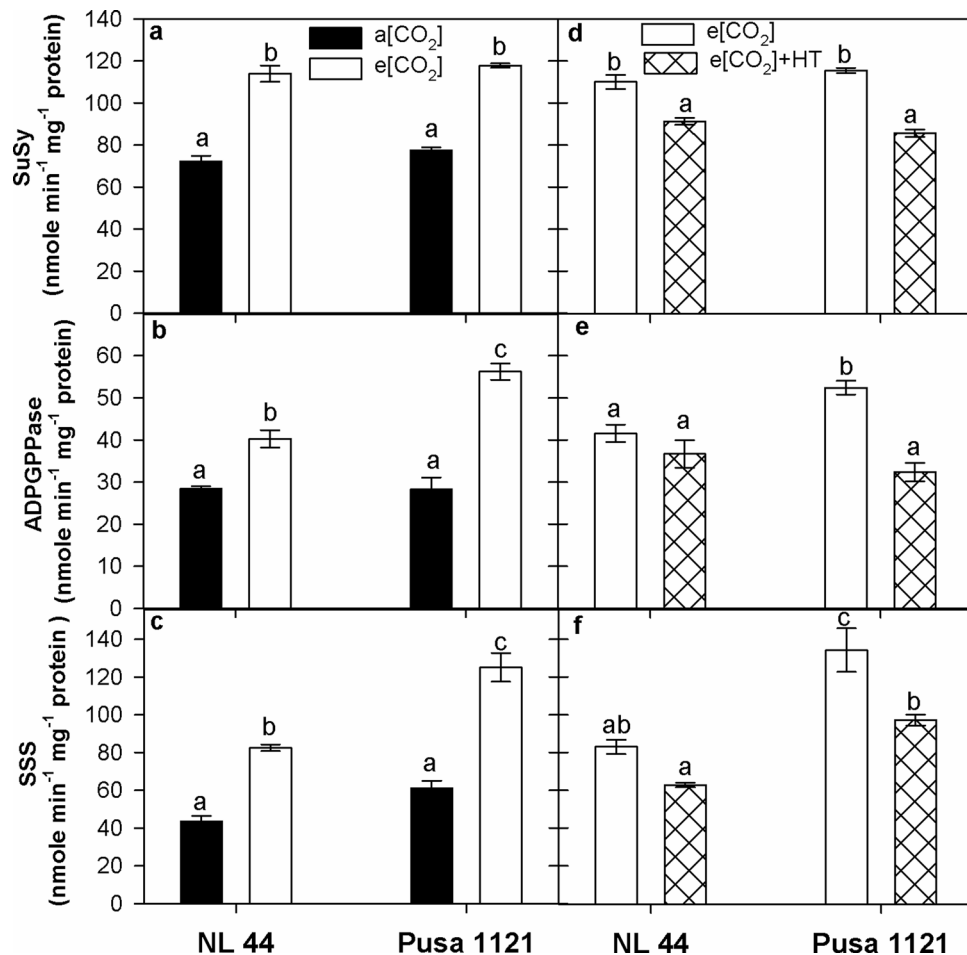 SuSy
(nmole min⁻¹ mg⁻¹ protein)
140
120
100
80
60
40
20
0
a
a[CO₂]
e[CO₂]
a
b
a
b
d
e[CO₂]
e[CO₂]+HT
b
a
b
a
ADPGPPase
(nmole min⁻¹ mg⁻¹ protein)
60
50
40
30
20
10
0
b
a
b
a
c
e
a
a
b
a
SSS
(nmole min⁻¹ mg⁻¹ protein )
140
120
100
80
60
40
20
0
c
a
b
a
c
f
ab
a
c
b
NL 44
Pusa 1121
NL 44
Pusa 1121